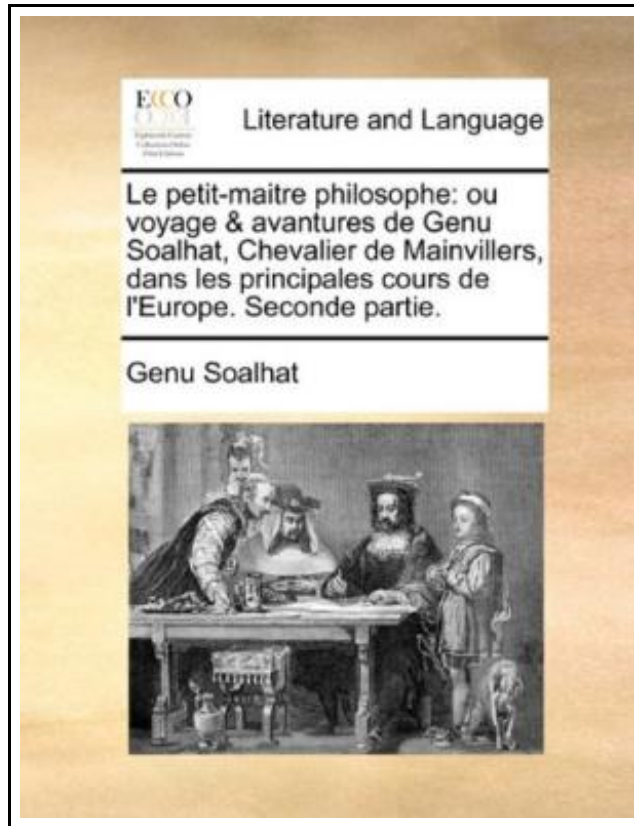 ECCO
Literature and Language
Le petit-maitre philosophe: ou
voyage & avantures de Genu
Soalhat, Chevalier de Mainvillers,
dans les principales cours de
l'Europe. Seconde partie.
Genu Soalhat